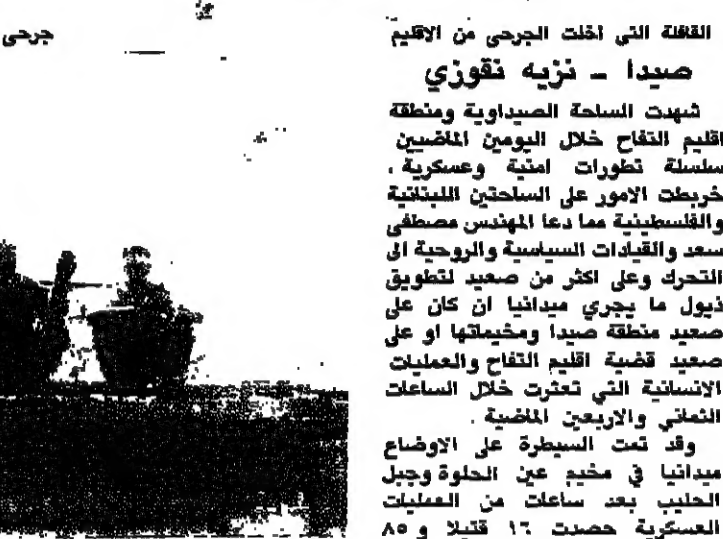 جرحى
القافلة التي أخلت الجرحى من الاقليم
صيدا - نزيه نقوزي
شهدت الساحة الصيداوية ومنطقة
اقليم التفاح خلال اليومين الماضيين
سلسلة تطورات امنية وعسكرية ،
خربطت الامور على الساحتين اللبنانية
والفلسطينية مما دعا المهندس مصطفى
سعد والقيادات السياسية والروحية الى
التحرك وعلى اكثر من صعيد لتطويق
ذيول ما يجري ميدانيا ان كان على
صعيد منطقة صيدا ومخيماتها او على
صعيد قضية اقليم التفاح والعمليات
الانسانية التي تعثرت خلال الساعات
الثماني والاربعين الماضية .
وقد تمت السيطرة على الاوضاع
ميدانيا في مخيم عين الحلوة وجبل
الحليب بعد ساعات من العمليات
العسكرية حصدت ١٦ قتيلا و ٨٥